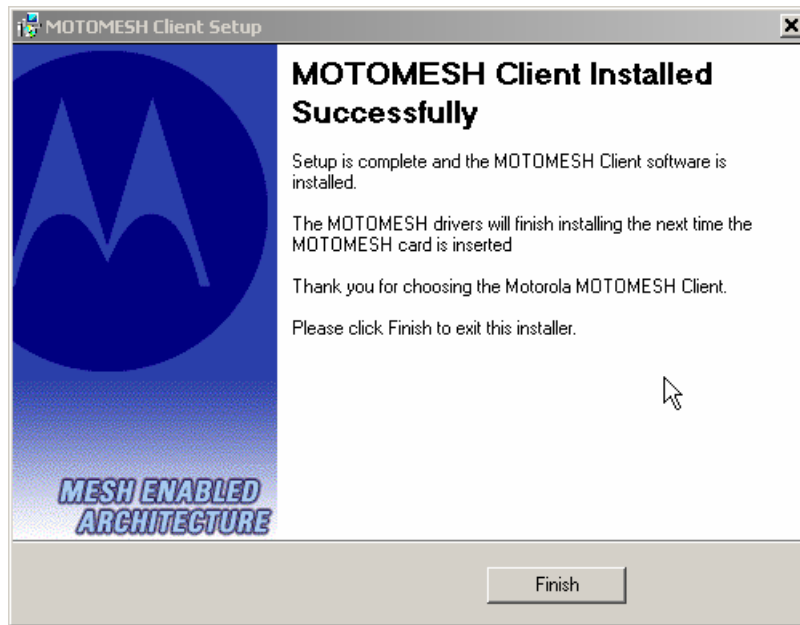 MOTOMESH Client Setup
MOTOMESH Client Installed
Successfully
Setup is complete and the MOTOMESH Client software is
installed.
The MOTOMESH drivers will finish installing the next time the
MOTOMESH card is inserted
Thank you for choosing the Motorola MOTOMESH Client.
Please click Finish to exit this installer.
MESH ENABLED
ARCHITECTURE
Finish